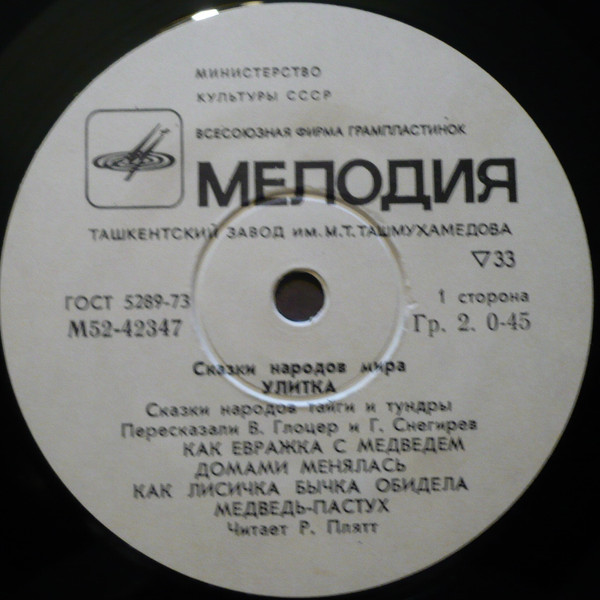 МИНИСТЕРСТВО
КУЛЬТУРЫ СССР
ВСЕСОЮЗНАЯ ФИРМА ГРАМПЛАСТИНОК
МЕЛОДИЯ
ТАШКЕНТСКИЙ ЗАВОД ИМ. М.Т. ТАШМУХАМЕДОВА
▽33
ГОСТ 5289-73
1 сторона
М52-42347
Гр. 2. 0-45
Сказки народов мира
УЛИТКА
Сказки народов тайги и тундры
Пересказали В. Глоцер и Г. Снегирев
КАК ЕВРАЖКА С МЕДВЕДЕМ
ДОМАМИ МЕНЯЛАСЬ
КАК ЛИСИЧКА БЫЧКА ОБИДЕЛА
МЕДВЕДЬ-ПАСТУХ
Читает Р. Плятт